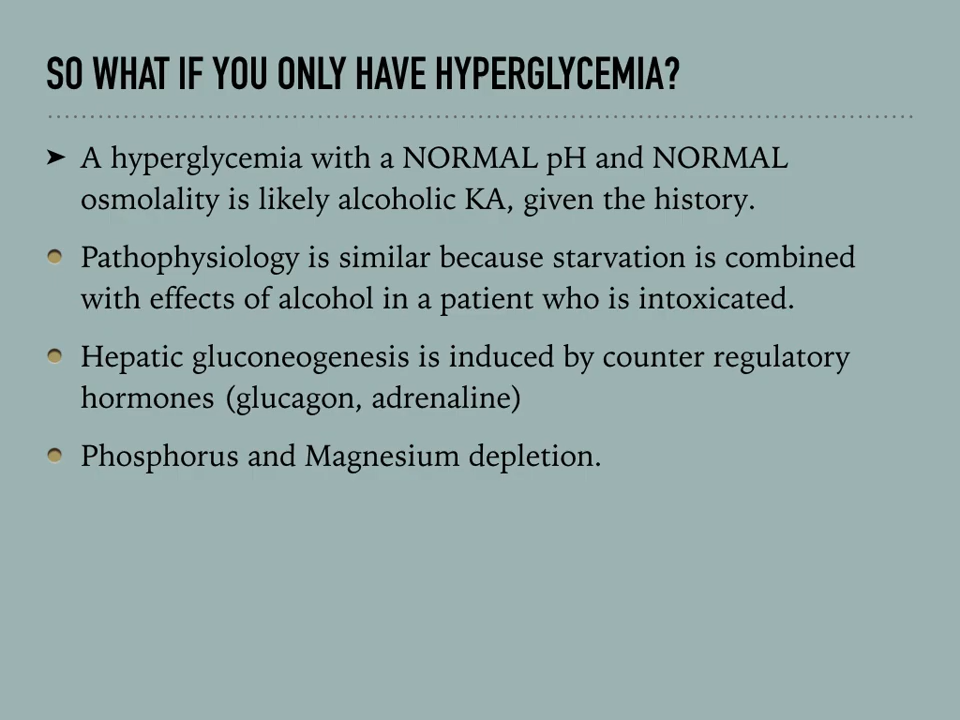 SO WHAT IF YOU ONLY HAVE HYPERGLYCEMIA?
➤ A hyperglycemia with a NORMAL pH and NORMAL
osmolality is likely alcoholic KA, given the history.
Pathophysiology is similar because starvation is combined
with effects of alcohol in a patient who is intoxicated.
Hepatic gluconeogenesis is induced by counter regulatory
hormones (glucagon, adrenaline)
Phosphorus and Magnesium depletion.